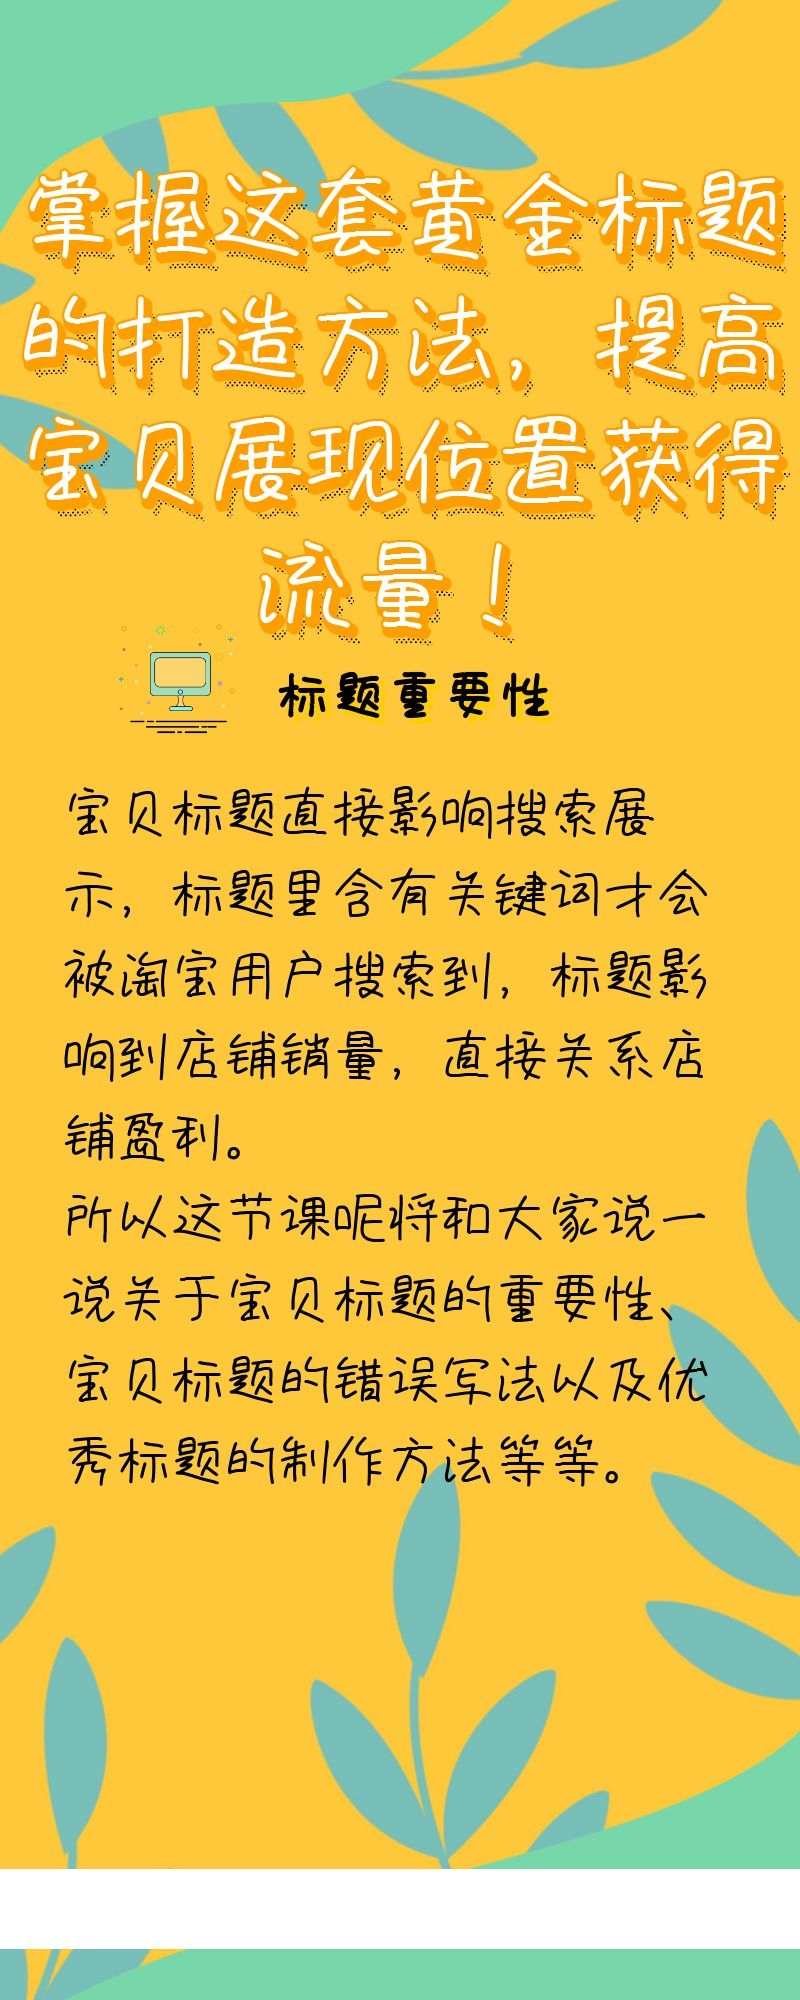 掌握这套黄金标题
的打造方法，提高
宝贝展现位置获得
流量！
标题重要性
宝贝标题直接影响搜索展
示，标题里含有关键词才会
被淘宝用户搜索到，标题影
响到店铺销量，直接关系店
铺盈利。
所以这节课呢将和大家说一
说关于宝贝标题的重要性、
宝贝标题的错误写法以及优
秀标题的制作方法等等。